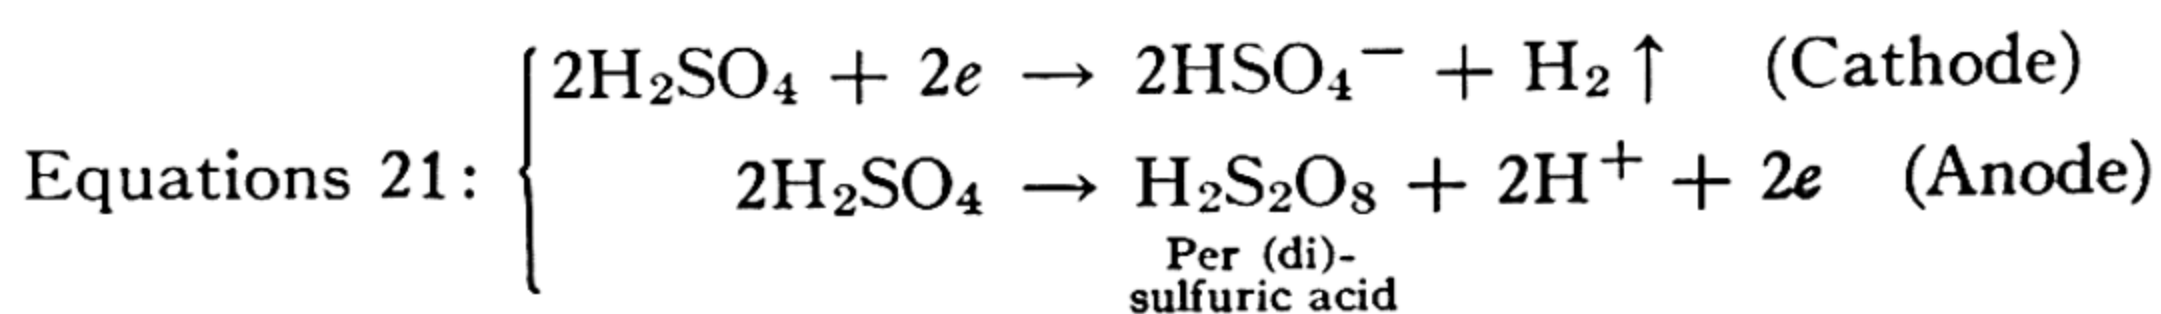 2H₂SO₄ + 2e → 2HSO₄⁻ + H₂ ↑ (Cathode)
Equations 21: 2H₂SO₄ → H₂S₂O₈ + 2H⁺ + 2e (Anode)
Per (di)-
sulfuric acid